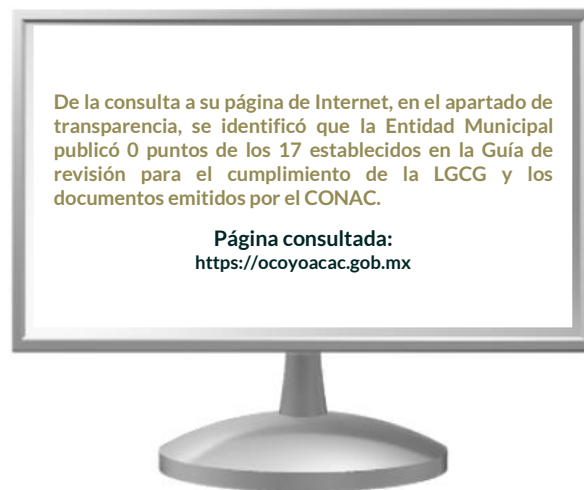 De la consulta a su página de Internet, en el apartado de
transparencia, se identificó que la Entidad Municipal
publicó 0 puntos de los 17 establecidos en la Guía de
revisión para el cumplimiento de la LGCG y los
documentos emitidos por el CONAC.
Página consultada:
https://ocoyoacac.gob.mx